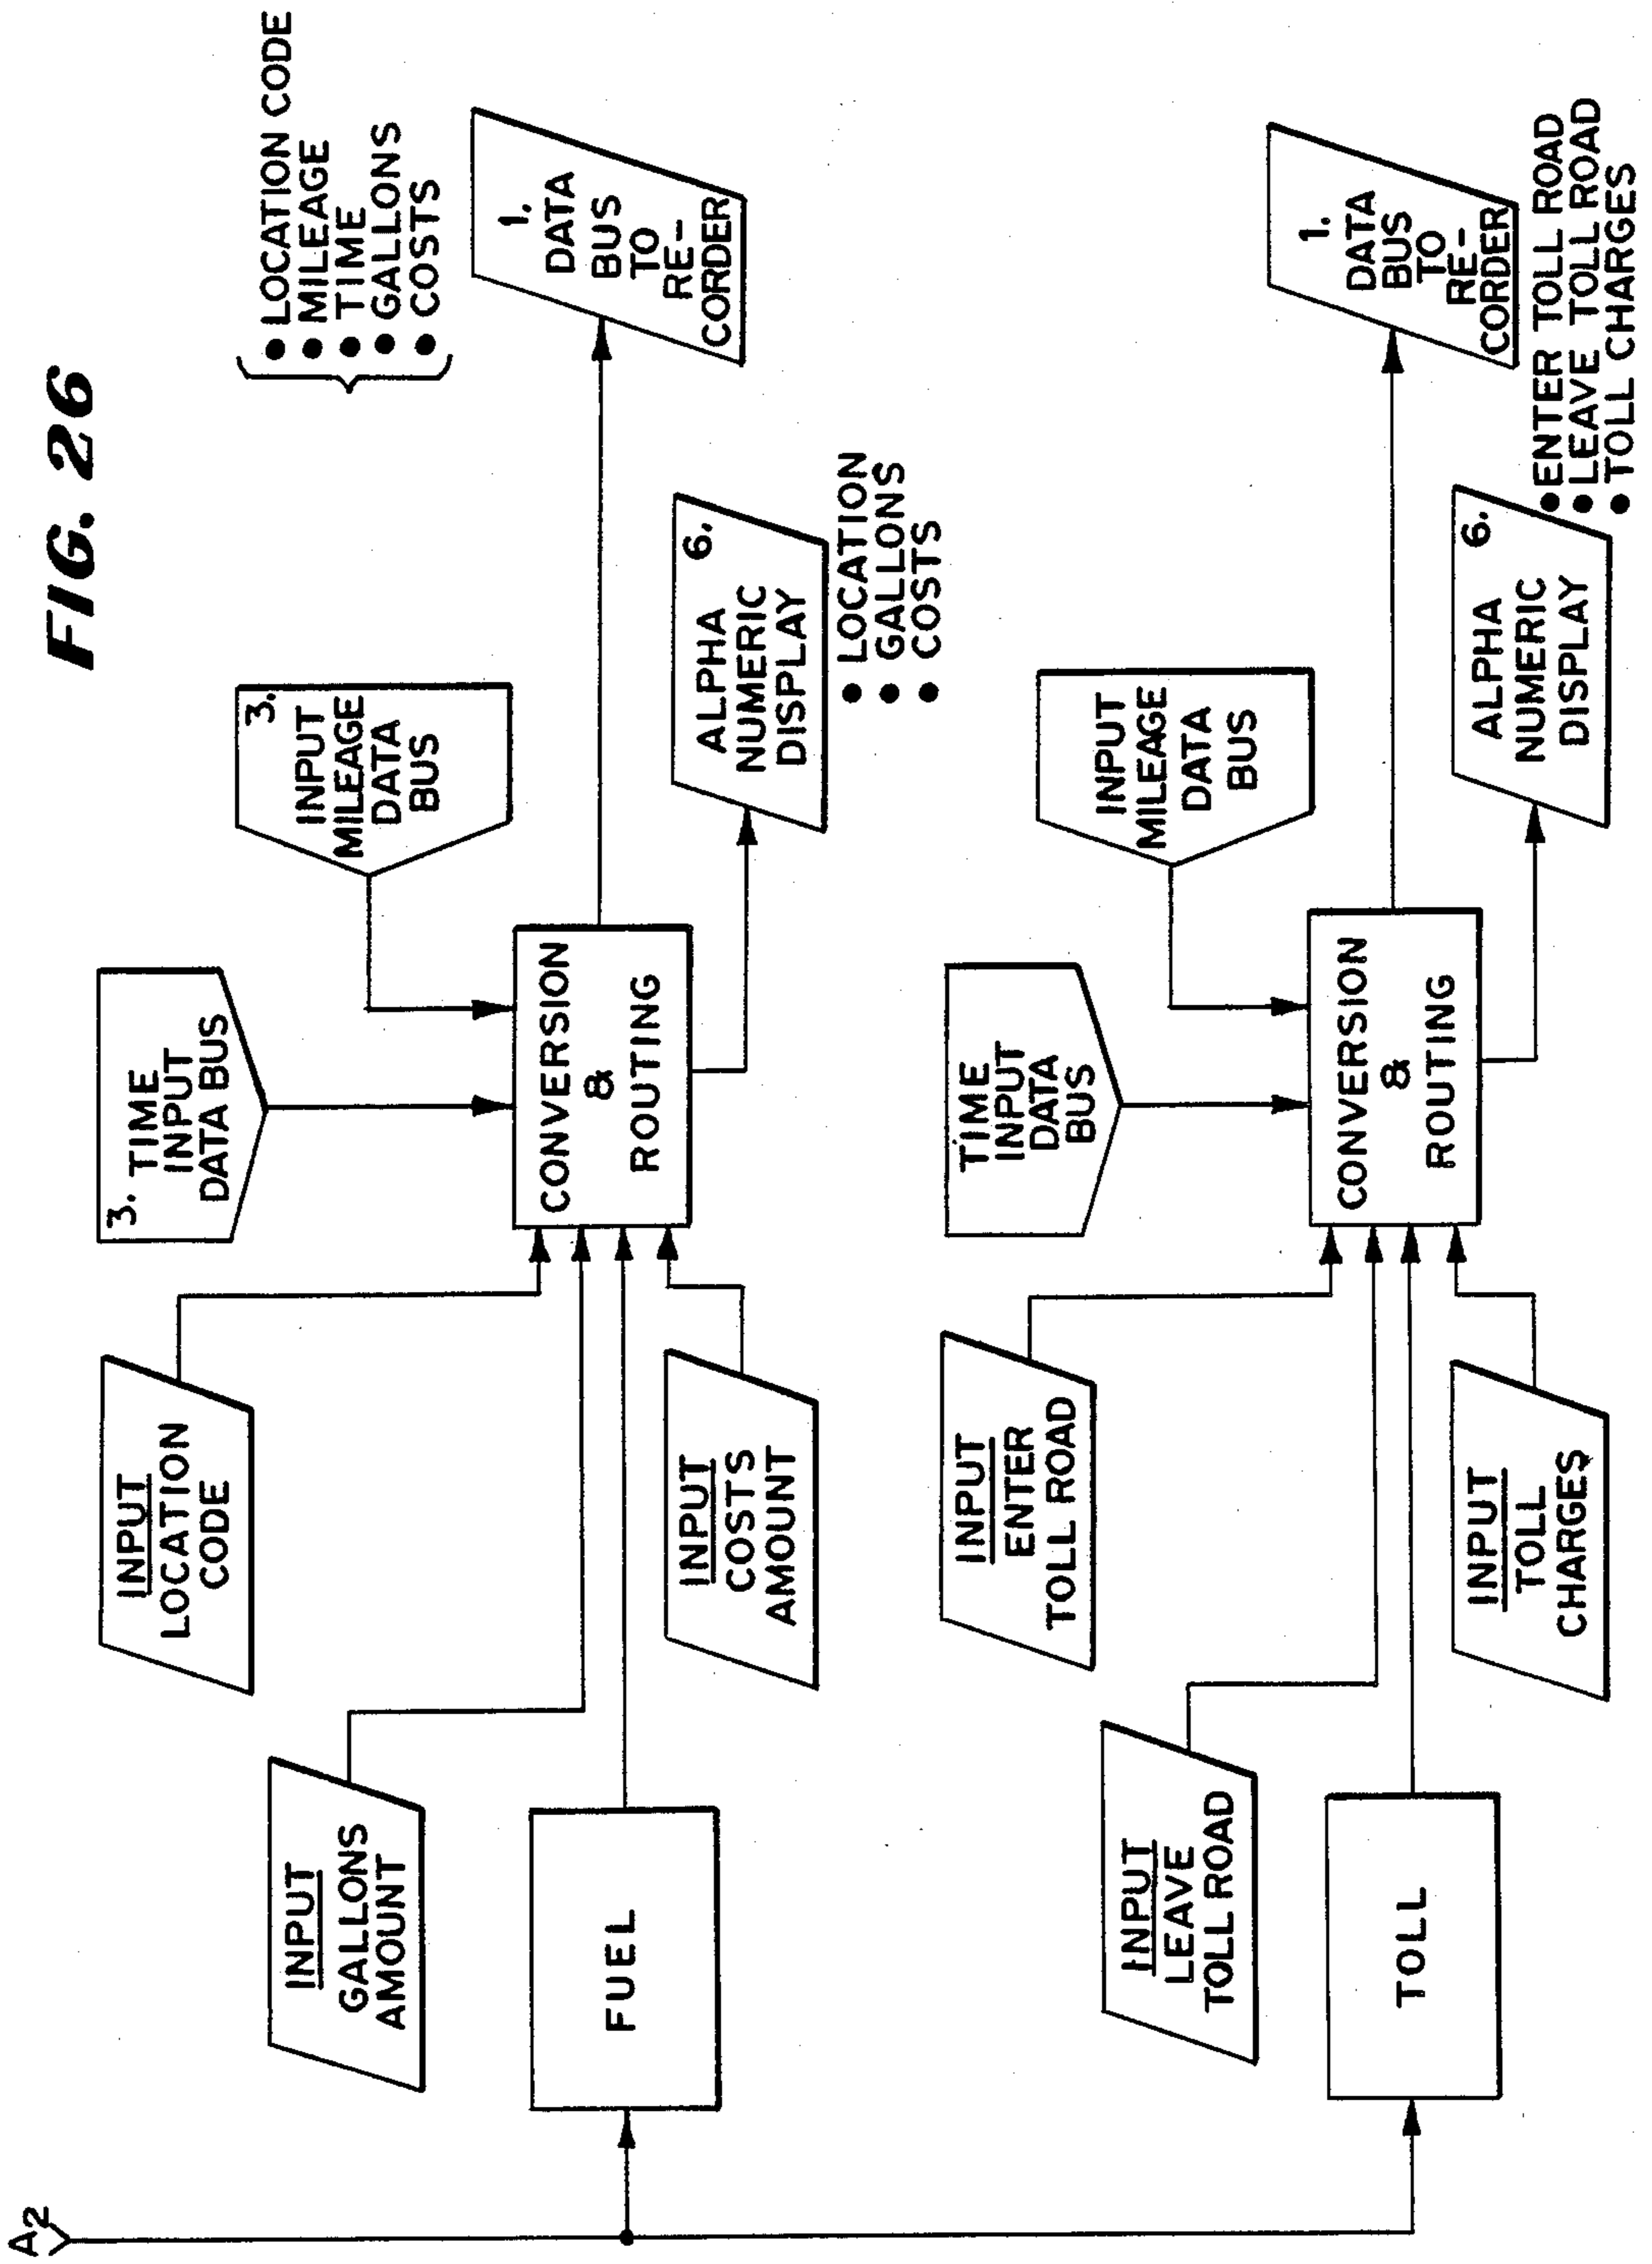 FIG. 26
A2
3.
TIME
INPUT
DATA BUS
3.
INPUT
MILEAGE
DATA
BUS
● LOCATION CODE
● MILEAGE
● TIME
● GALLONS
● COSTS
INPUT
LOCATION
CODE
INPUT
GALLONS
AMOUNT
FUEL
INPUT
COSTS
AMOUNT
CONVERSION
&
ROUTING
1.
DATA
BUS
TO
RE-
CORDER
6.
ALPHA
NUMERIC
DISPLAY
● LOCATION
● GALLONS
● COSTS
TIME
INPUT
DATA
BUS
INPUT
MILEAGE
DATA
BUS
INPUT
ENTER
TOLL ROAD
INPUT
LEAVE
TOLL ROAD
TOLL
INPUT
TOLL
CHARGES
CONVERSION
&
ROUTING
1.
DATA
BUS
TO
RE-
CORDER
6.
ALPHA
NUMERIC
DISPLAY
● ENTER TOLL ROAD
● LEAVE TOLL ROAD
● TOLL CHARGES